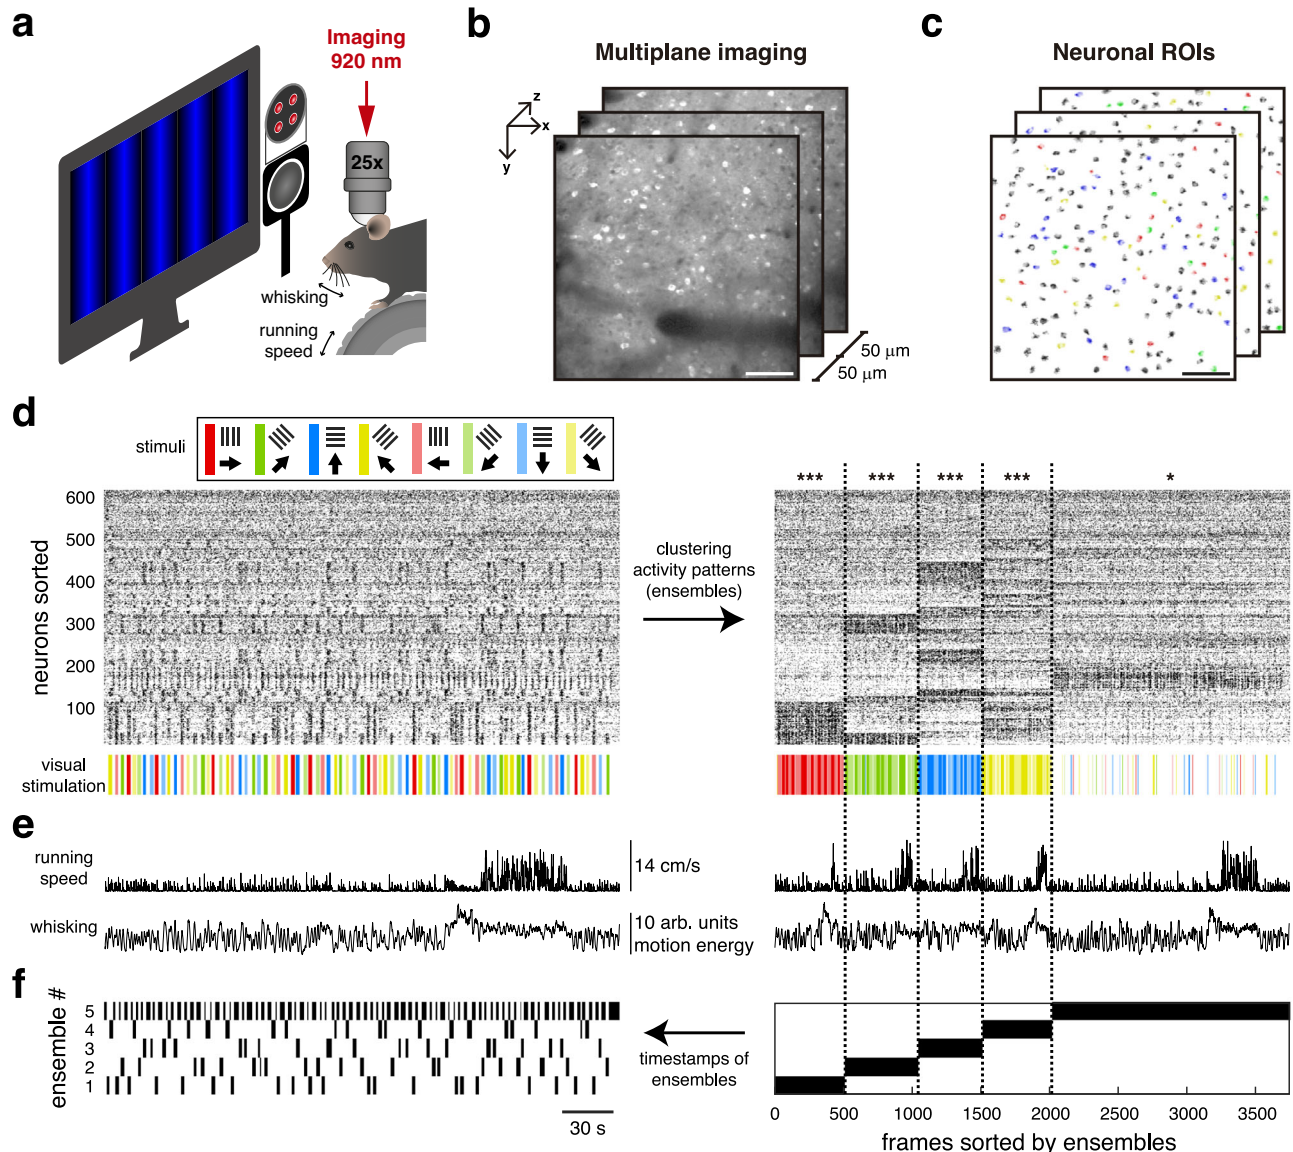 a
Imaging
920 nm
25x
whisking
running
speed
b
Multiplane imaging
z
x
y
50 μm
50 μm
c
Neuronal ROIs
d
stimuli
neurons sorted
600
500
400
300
200
100
visual
stimulation
clustering
activity patterns
(ensembles)
*** *** *** *** *
e
running
speed
14 cm/s
whisking
10 arb. units
motion energy
f
ensemble #
5
4
3
2
1
30 s
timestamps of
ensembles
0 500 1000 1500 2000 2500 3000 3500
frames sorted by ensembles